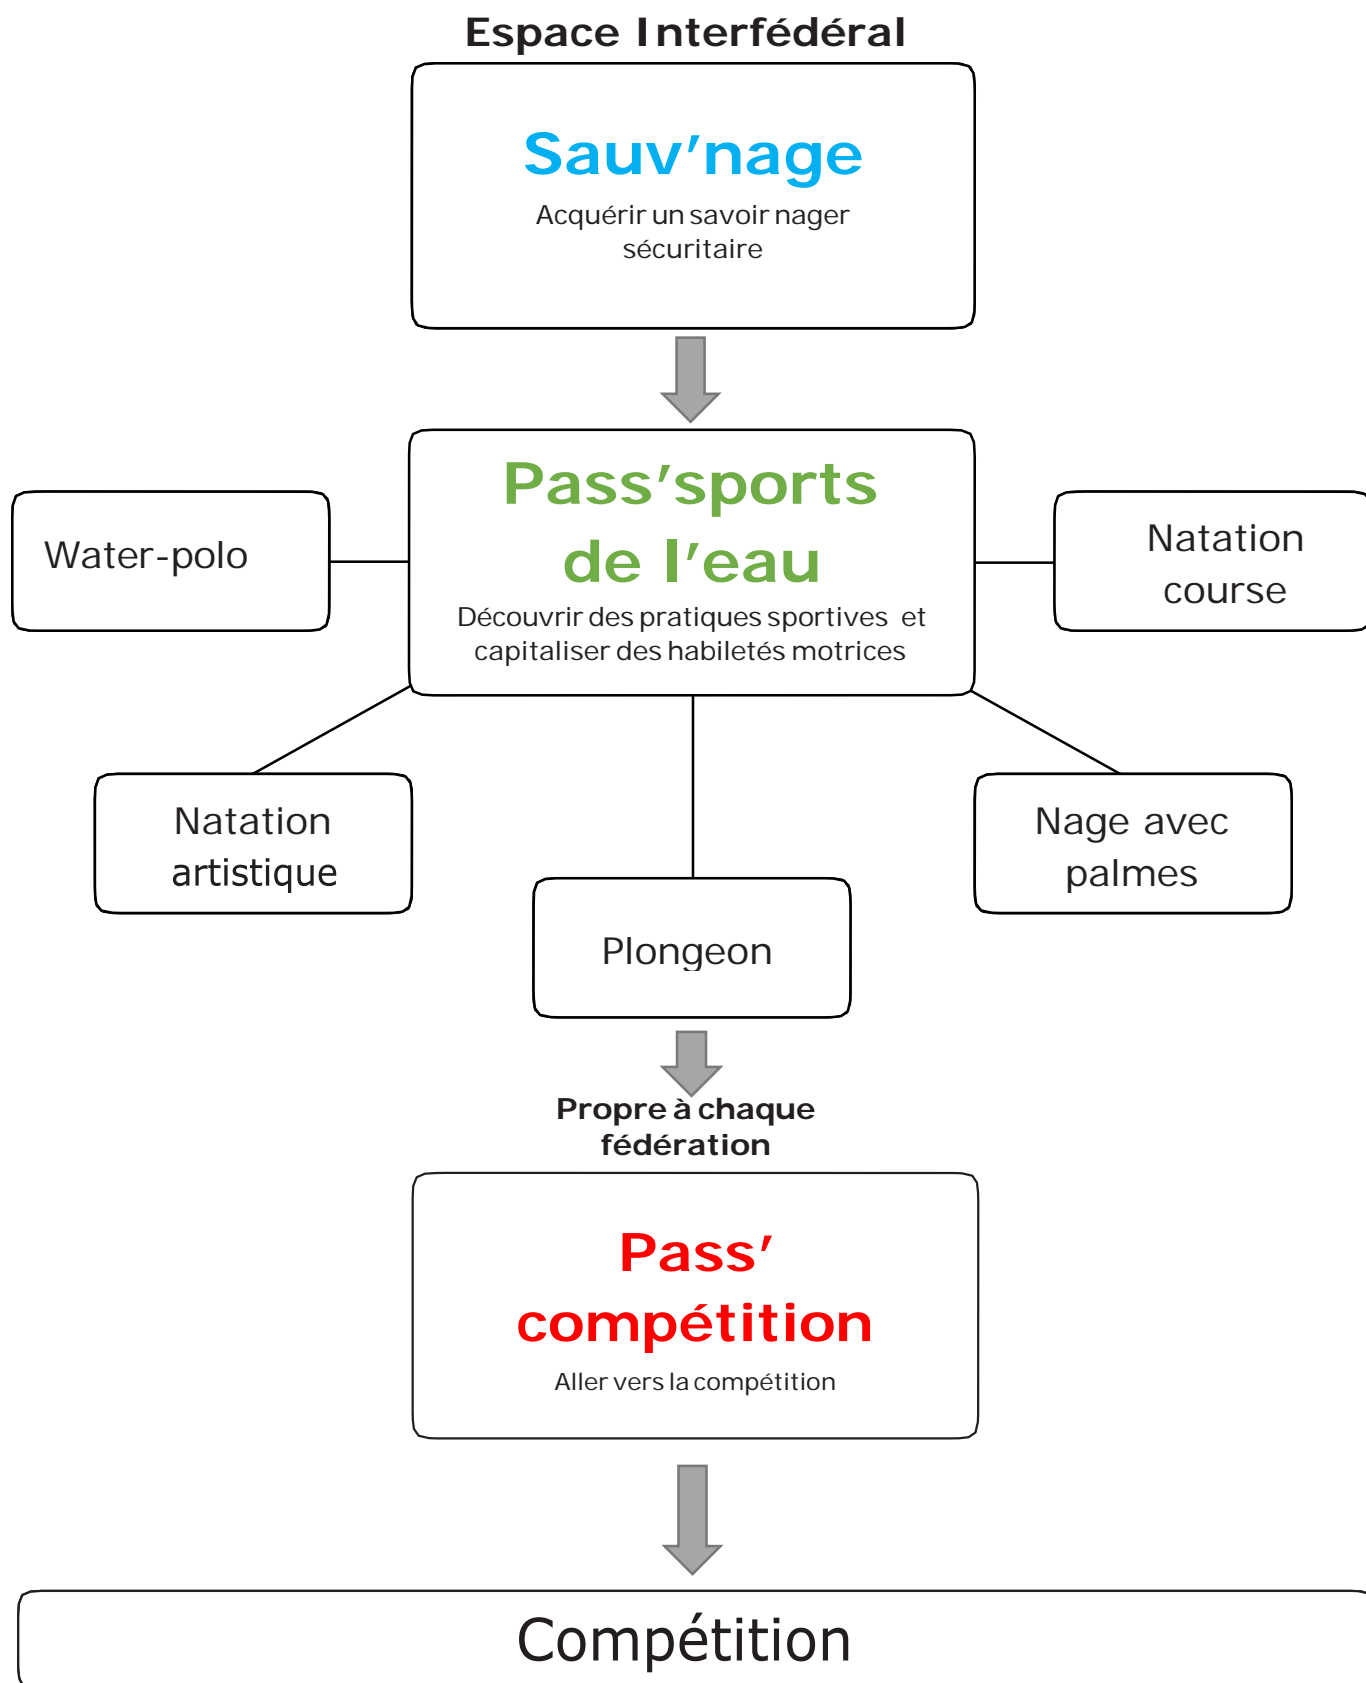 Espace Interfédéral
Sauv’nage
Acquérir un savoir nager
sécuritaire
Pass’sports
de l’eau
Découvrir des pratiques sportives et
capitaliser des habiletés motrices
Water-polo
Natation
course
Natation
artistique
Nage avec
palmes
Plongeon
Propre à chaque
fédération
Pass’
compétition
Aller vers la compétition
Compétition